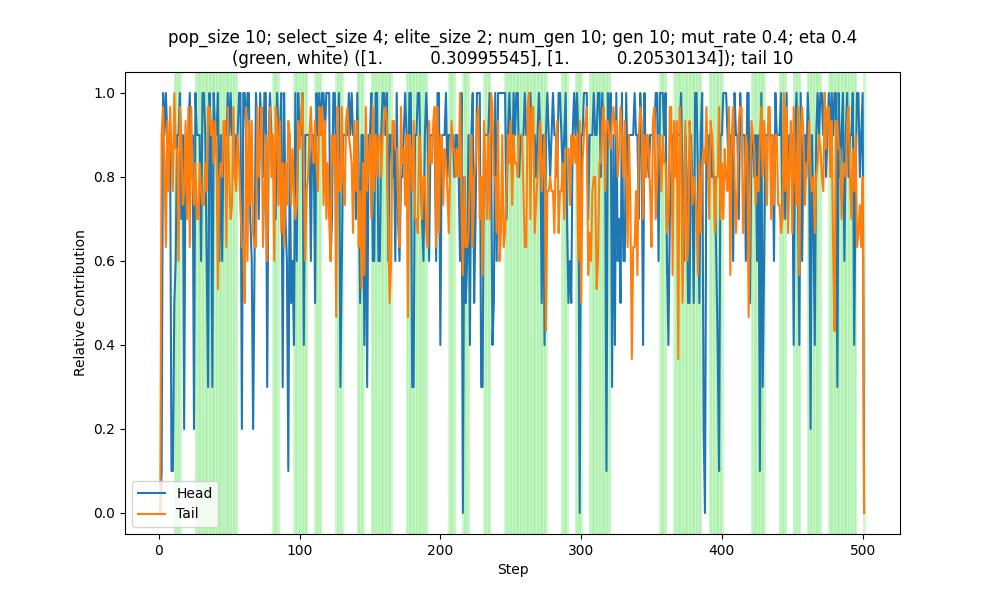 pop_size 10; select_size 4; elite_size 2; num_gen 10; gen 10; mut_rate 0.4; eta 0.4
(green, white) ([1. 0.30995545], [1. 0.20530134]); tail 10
1.0
0.8
0.6
0.4
0.2
0.0
Relative Contribution
Head
Tail
0 100 200 300 400 500
Step